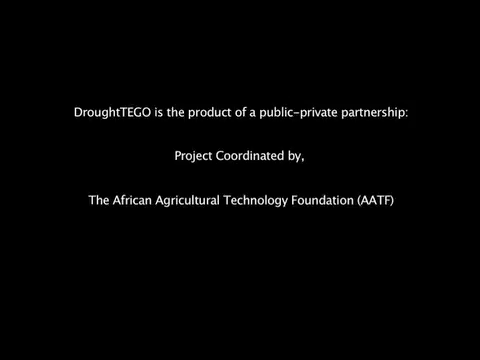 DroughtTEGO is the product of a public-private partnership:
Project Coordinated by,
The African Agricultural Technology Foundation (AATF)